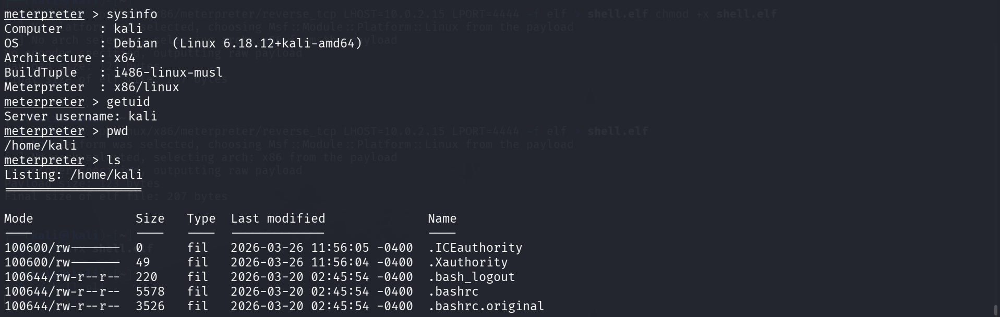 meterpreter > sysinfo
Computer     : kali
OS           : Debian  (Linux 6.18.12+kali-amd64)
Architecture : x64
BuildTuple   : i486-linux-musl
Meterpreter  : x86/linux
meterpreter > getuid
Server username: kali
meterpreter > pwd
/home/kali
meterpreter > ls
Listing: /home/kali
===================
Mode              Size   Type  Last modified              Name
----              ----   ----  -------------              ----
100600/rw-------  0      fil   2026-03-26 11:56:05 -0400  .ICEauthority
100600/rw-------  49     fil   2026-03-26 11:56:04 -0400  .Xauthority
100644/rw-r--r--  220    fil   2026-03-20 02:45:54 -0400  .bash_logout
100644/rw-r--r--  5578   fil   2026-03-20 02:45:54 -0400  .bashrc
100644/rw-r--r--  3526   fil   2026-03-20 02:45:54 -0400  .bashrc.original